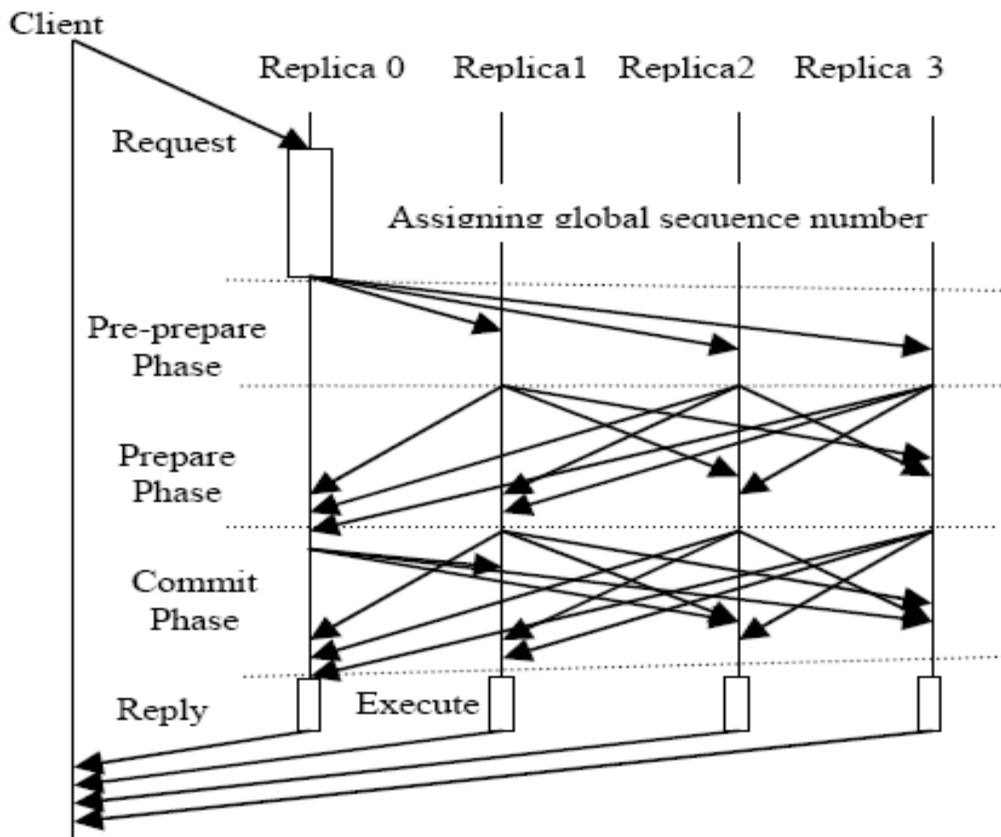 Client
Replica 0
Replica1
Replica2
Replica 3
Request
Assigning global sequence number
Pre-prepare
Phase
Prepare
Phase
Commit
Phase
Reply
Execute